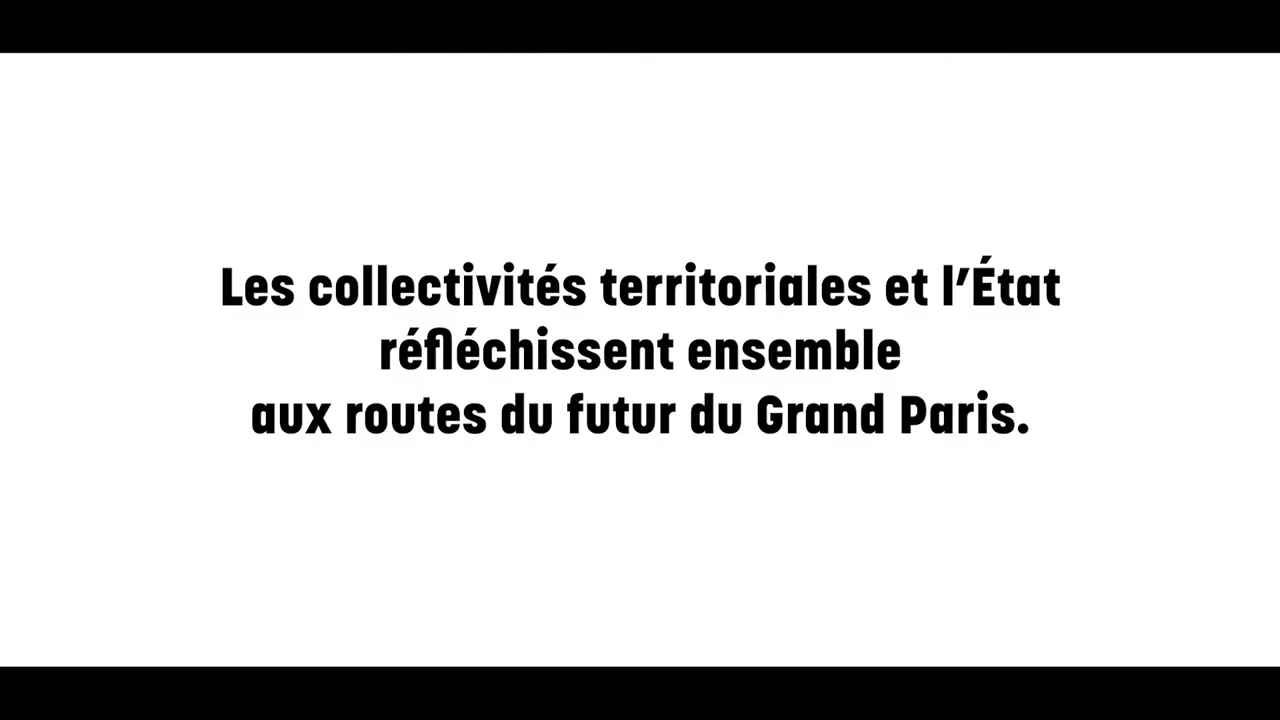 Les collectivités territoriales et l’État
réfléchissent ensemble
aux routes du futur du Grand Paris.